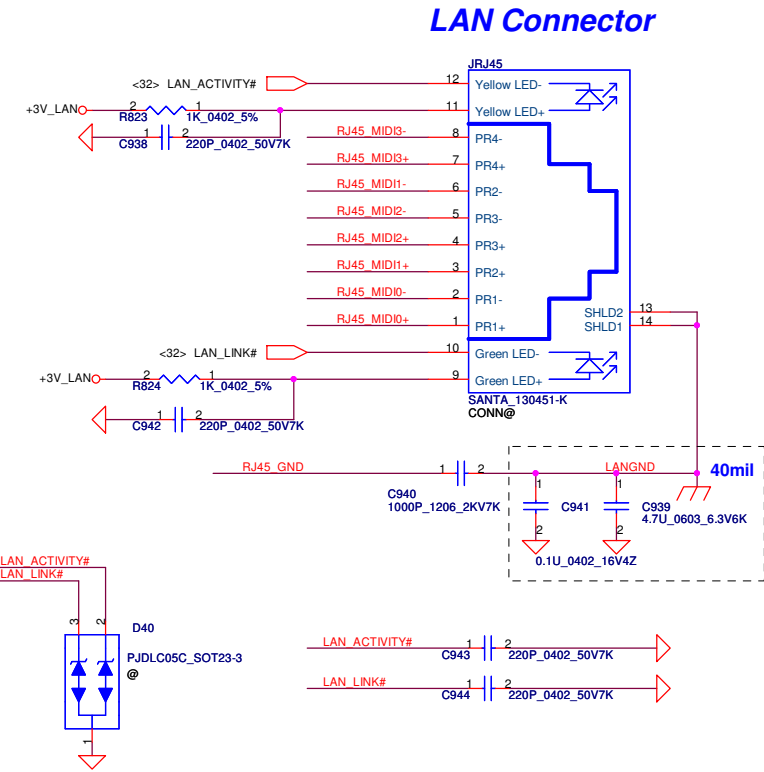 LAN Connector
JRJ45
<32> LAN_ACTIVITY#
12 Yellow LED-
+3V_LAN
2 1
R823 1K_0402_5%
11 Yellow LED+
1 2
C938 220P_0402_50V7K
RJ45_MIDI3- 8 PR4-
RJ45_MIDI3+ 7 PR4+
RJ45_MIDI1- 6 PR2-
RJ45_MIDI2- 5 PR3-
RJ45_MIDI2+ 4 PR3+
RJ45_MIDI1+ 3 PR2+
RJ45_MIDI0- 2 PR1-
RJ45_MIDI0+ 1 PR1+
SHLD2 13
SHLD1 14
<32> LAN_LINK#
10 Green LED-
+3V_LAN
2 1
R824 1K_0402_5%
9 Green LED+
SANTA_130451-K
CONN@
1 2
C942 220P_0402_50V7K
RJ45_GND 1 2 LANGND 40mil
C940
1000P_1206_2KV7K
1 C941 2
0.1U_0402_16V4Z
1 C939 2
4.7U_0603_6.3V6K
LAN_ACTIVITY#
LAN_LINK#
3 2
D40
PJDLC05C_SOT23-3
@
1
LAN_ACTIVITY# 1 2
C943 220P_0402_50V7K
LAN_LINK# 1 2
C944 220P_0402_50V7K